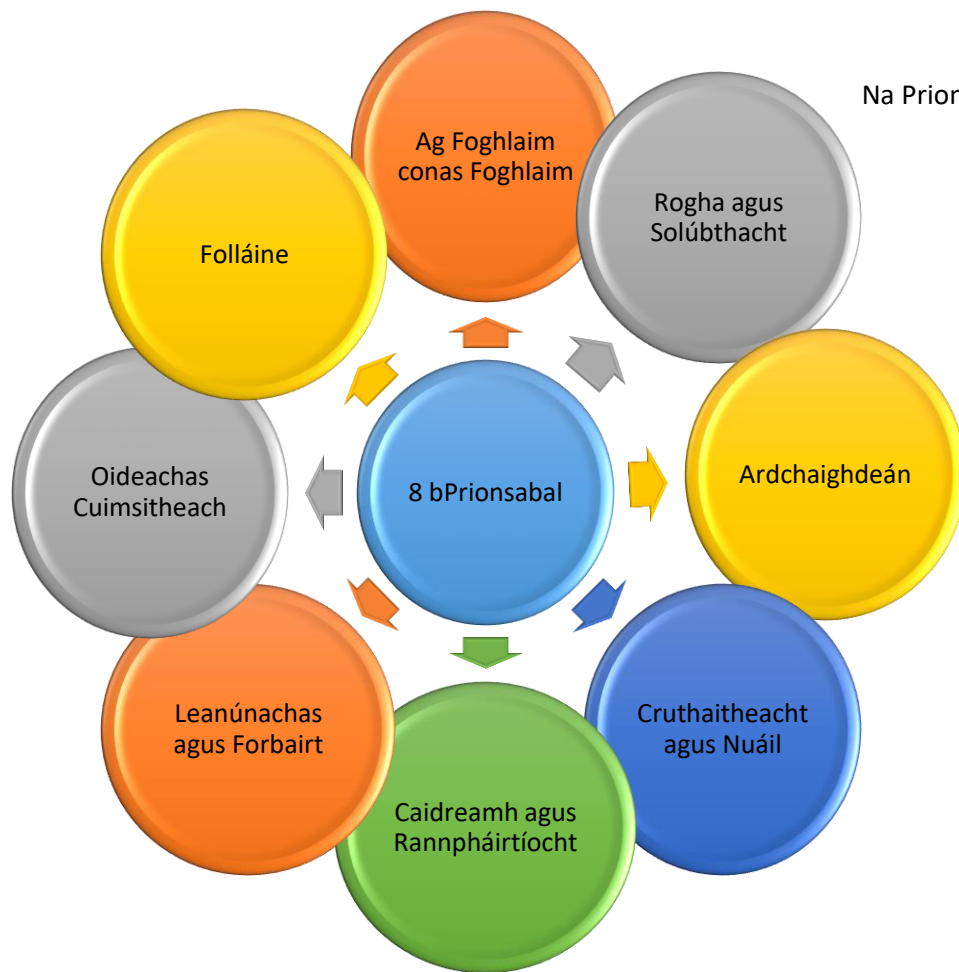 Na Prion
Ag Foghlaim
conas Foghlaim
Rogha agus
Solúbthacht
Folláine
Ardchaighdeán
Oideachas
Cuimsitheach
8 bPrionsabal
Cruthaitheacht
agus Nuáil
Leanúnachas
agus Forbairt
Caidreamh agus
Rannpháirtíocht